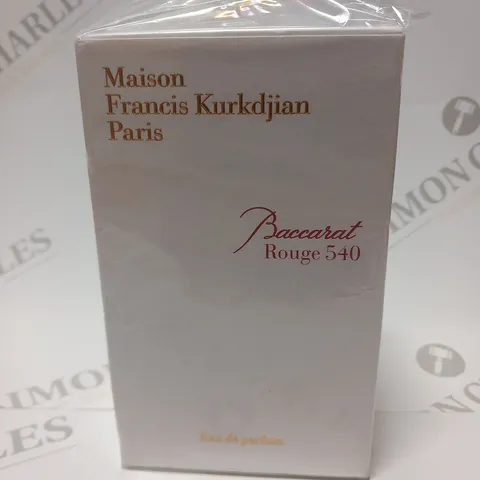 Maison
Francis Kurkdjian
Paris
Baccarat
Rouge 540
Eau de parfum